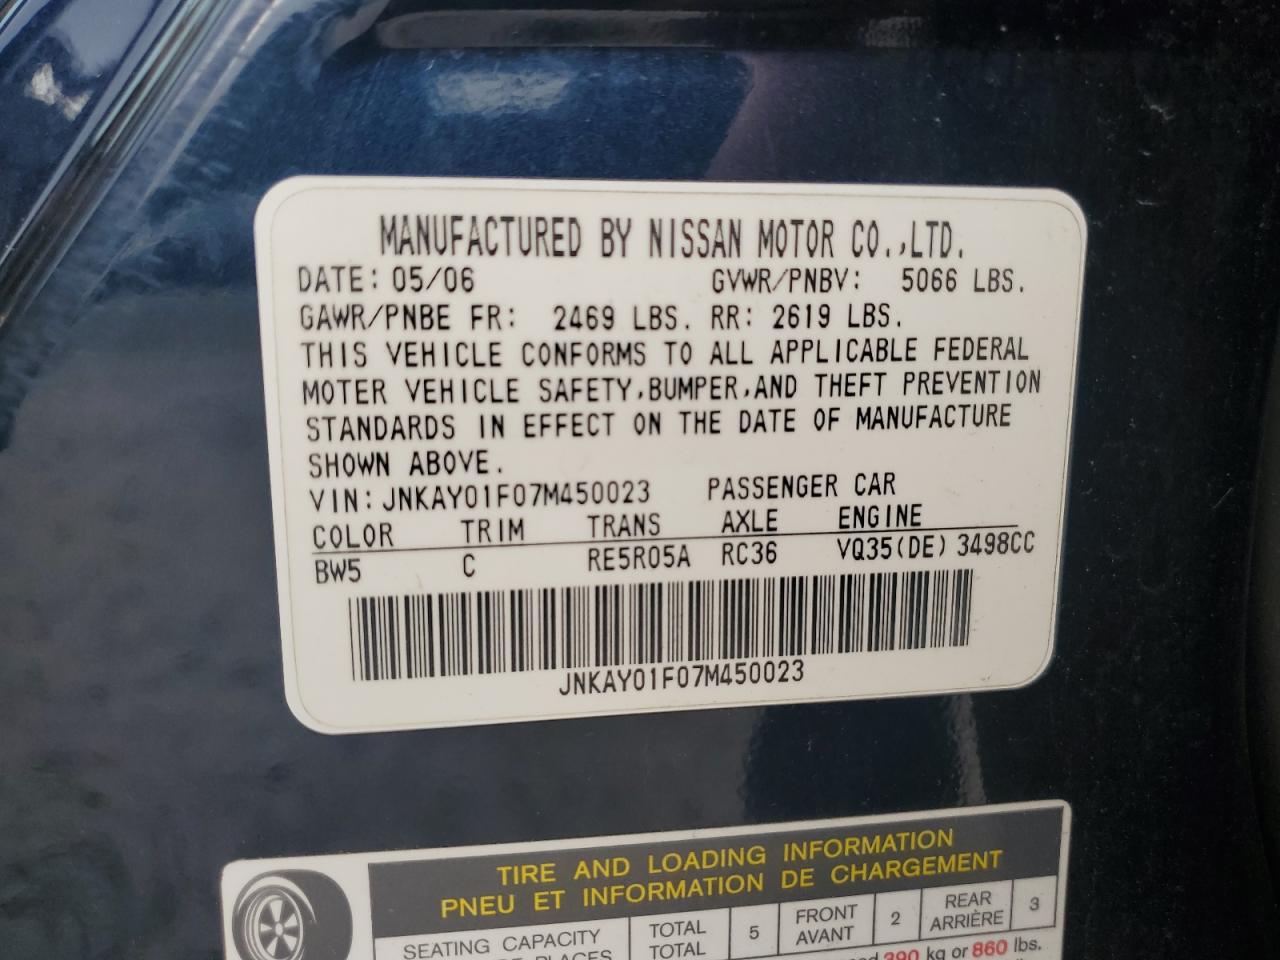 MANUFACTURED BY NISSAN MOTOR CO.,LTD.
DATE: 05/06 GVWR/PNBV: 5066 LBS.
GAWR/PNBE FR: 2469 LBS. RR: 2619 LBS.
THIS VEHICLE CONFORMS TO ALL APPLICABLE FEDERAL
MOTER VEHICLE SAFETY,BUMPER,AND THEFT PREVENTION
STANDARDS IN EFFECT ON THE DATE OF MANUFACTURE
SHOWN ABOVE.
VIN: JNKAY01F07M450023 PASSENGER CAR
COLOR TRIM TRANS AXLE ENGINE
BW5 C RE5R05A RC36 VQ35(DE) 3498CC
JNKAY01F07M450023
TIRE AND LOADING INFORMATION
PNEU ET INFORMATION DE CHARGEMENT
SEATING CAPACITY TOTAL 5 FRONT 2 REAR 3
PLACES TOTAL AVANT ARRIÈRE
390 kg or 860 lbs.